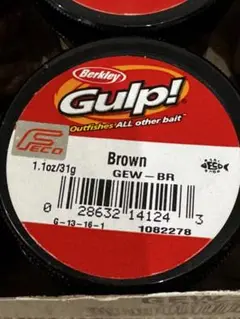 Berkley
Gulp!
Outfishes ALL other bait™
FECO
Brown
1.1oz/31g
GEW-BR
0 28632 14124 3
G-13-16-1
1082278